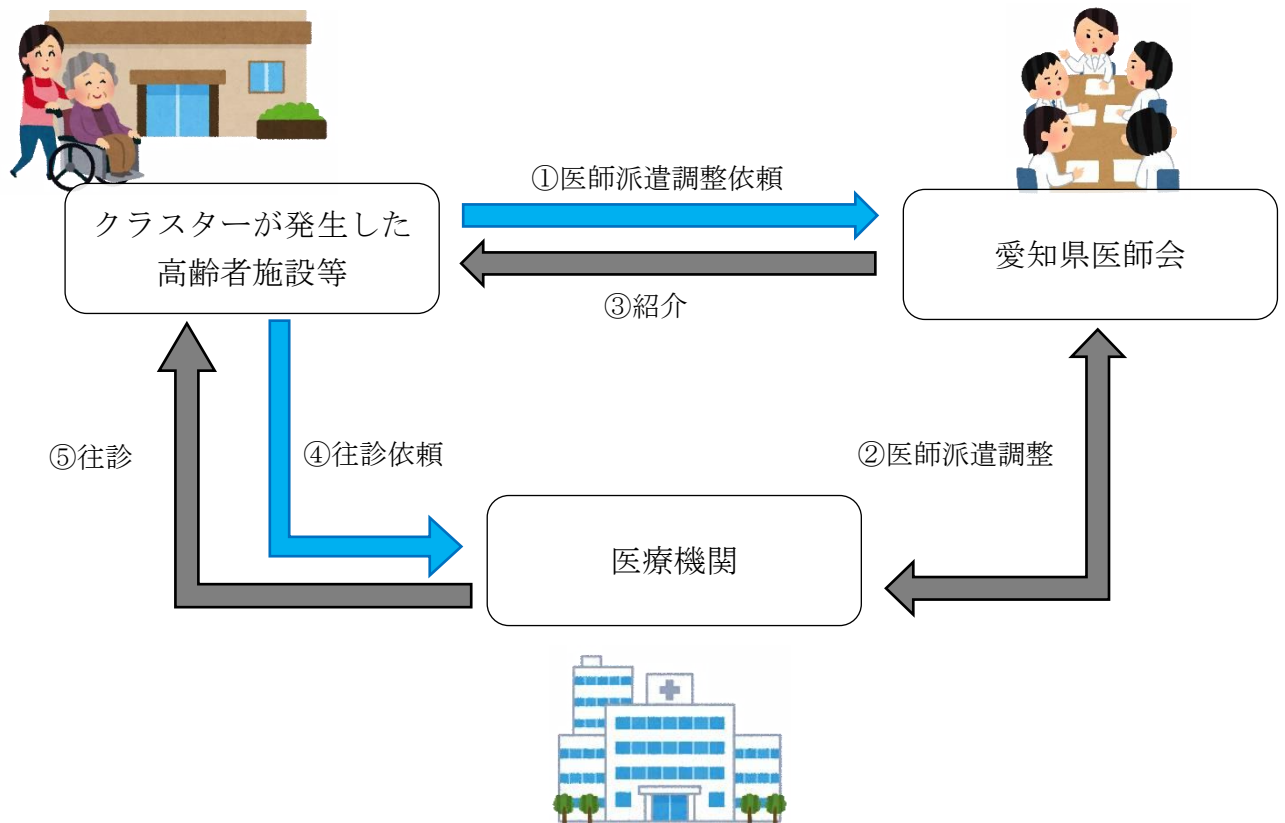 ①医師派遣調整依頼
クラスターが発生した
高齢者施設等
愛知県医師会
③紹介
⑤往診
④往診依頼
②医師派遣調整
医療機関